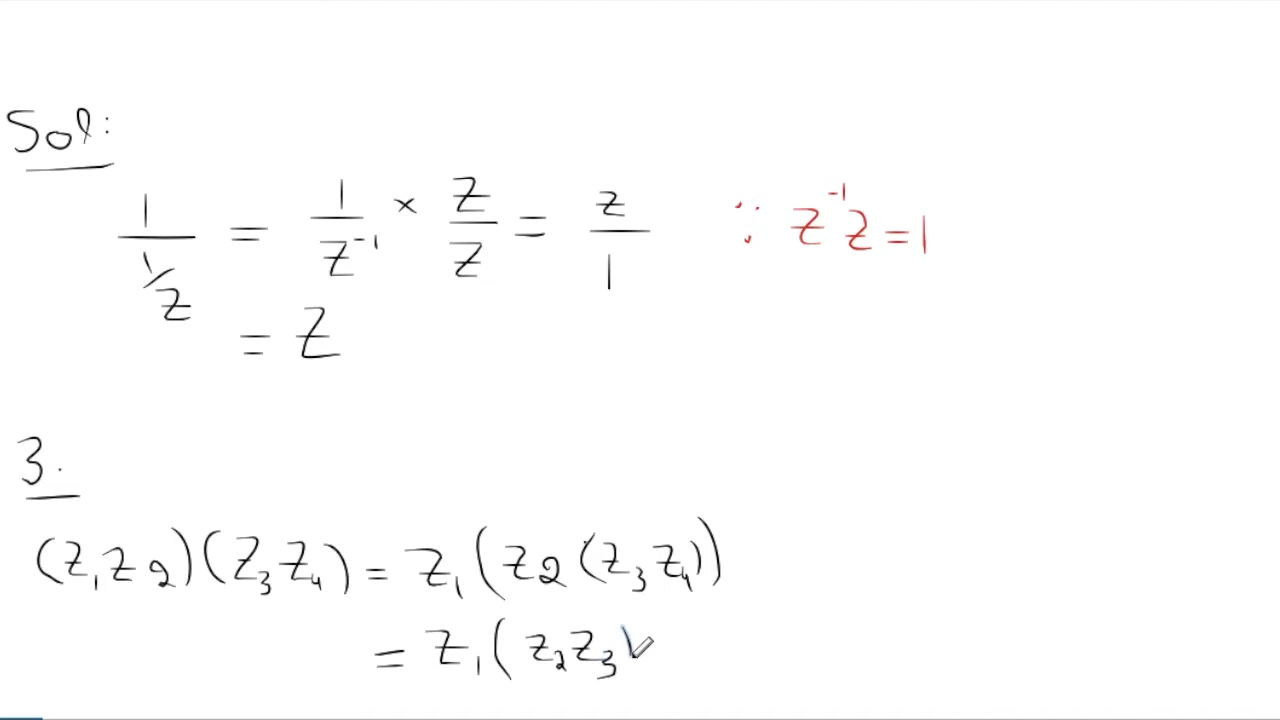 Sol:
1/(1/z) = 1/z⁻¹ × z/z = z/1 ∵ z⁻¹z = 1
= z
3.
(z₁z₂)(z₃z₄) = z₁(z₂(z₃z₄))
= z₁(z₂z₃